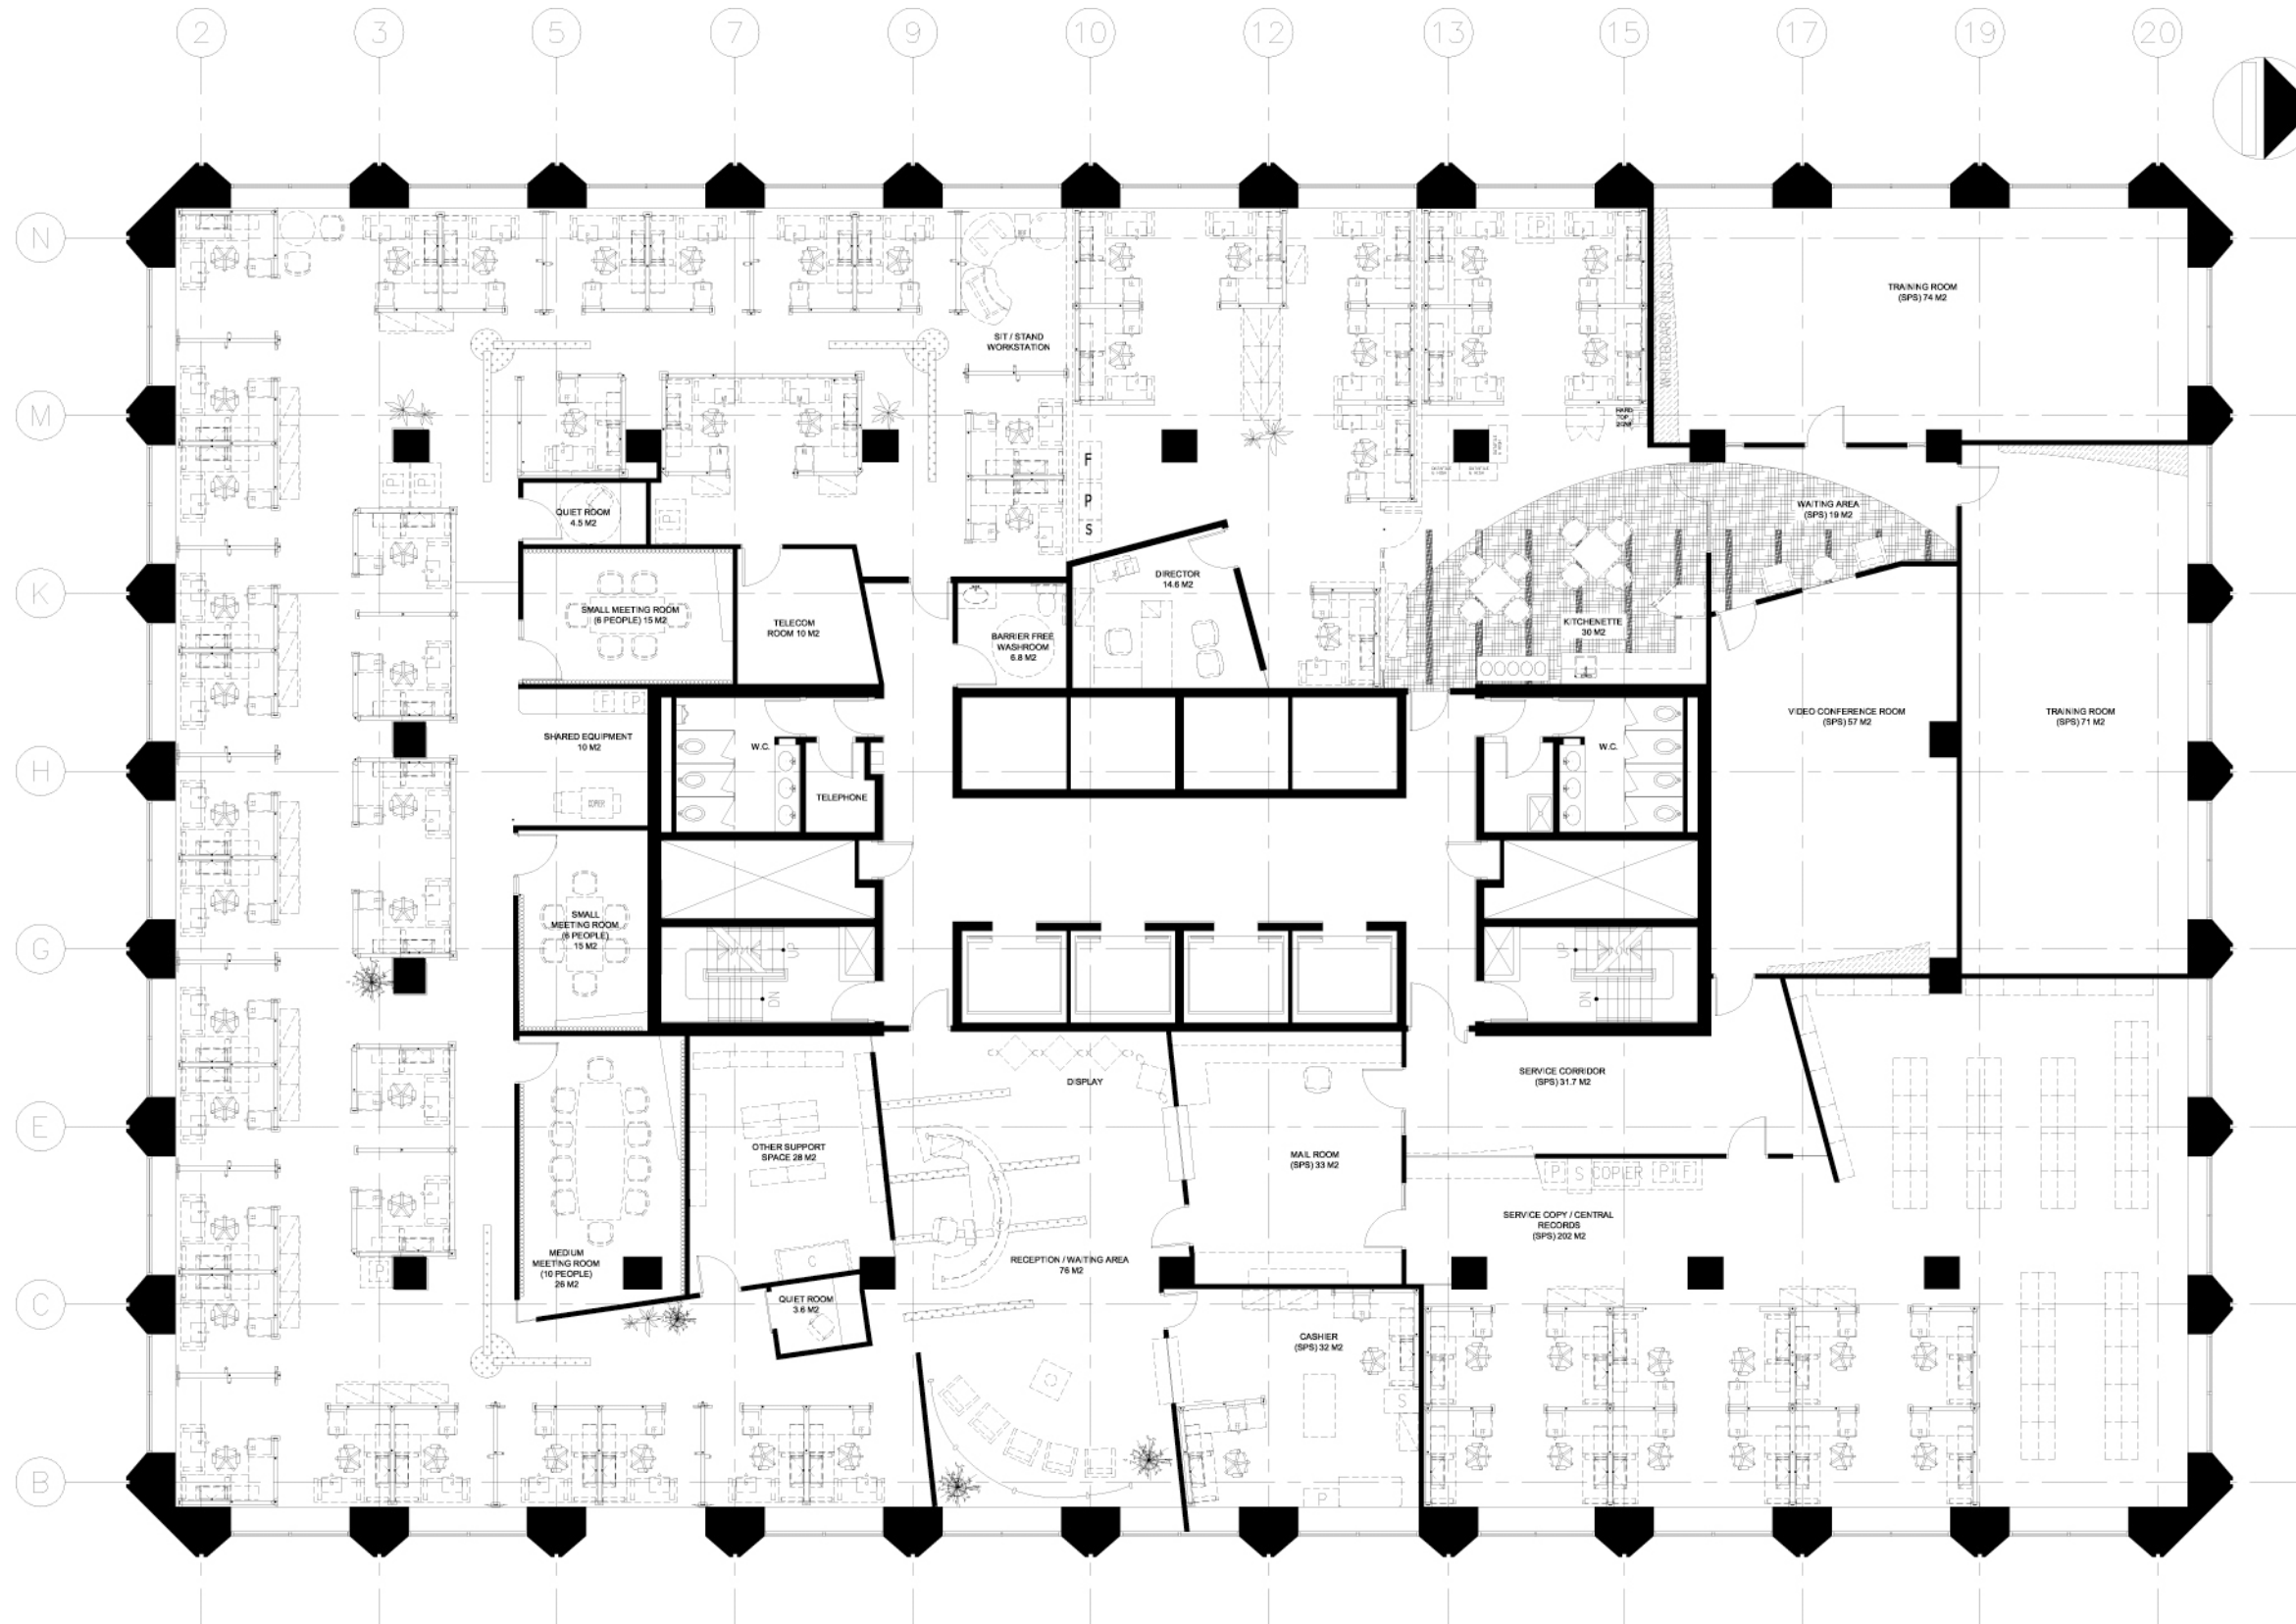 2 3 5 7 9 10 12 13 15 17 19 20
N
M
K
H
G
E
C
B
TRAINING ROOM
(SPS) 74 M2
SIT / STAND
WORKSTATION
P
HARD
F
P
S
P P
QUIET ROOM
4.5 M2
P
WAITING AREA
(SPS) 19 M2
DIRECTOR
14.6 M2
SMALL MEETING ROOM
(6 PEOPLE) 15 M2
TELECOM
ROOM 10 M2
BARRIER FREE
WASHROOM
6.8 M2
KITCHENETTE
30 M2
F P
SHARED EQUIPMENT
10 M2
W.C.
TELEPHONE
COPIER
W.C.
VIDEO CONFERENCE ROOM
(SPS) 57 M2
TRAINING ROOM
(SPS) 71 M2
SMALL
MEETING ROOM
(6 PEOPLE)
15 M2
UP
DN
UP
DN
DISPLAY
SERVICE CORRIDOR
(SPS) 31.7 M2
OTHER SUPPORT
SPACE 28 M2
MAIL ROOM
(SPS) 33 M2
P S COPIER P F
SERVICE COPY / CENTRAL
RECORDS
(SPS) 202 M2
MEDIUM
MEETING ROOM
(10 PEOPLE)
26 M2
C
RECEPTION / WAITING AREA
76 M2
P
QUIET ROOM
3.6 M2
CASHIER
(SPS) 32 M2
S
P